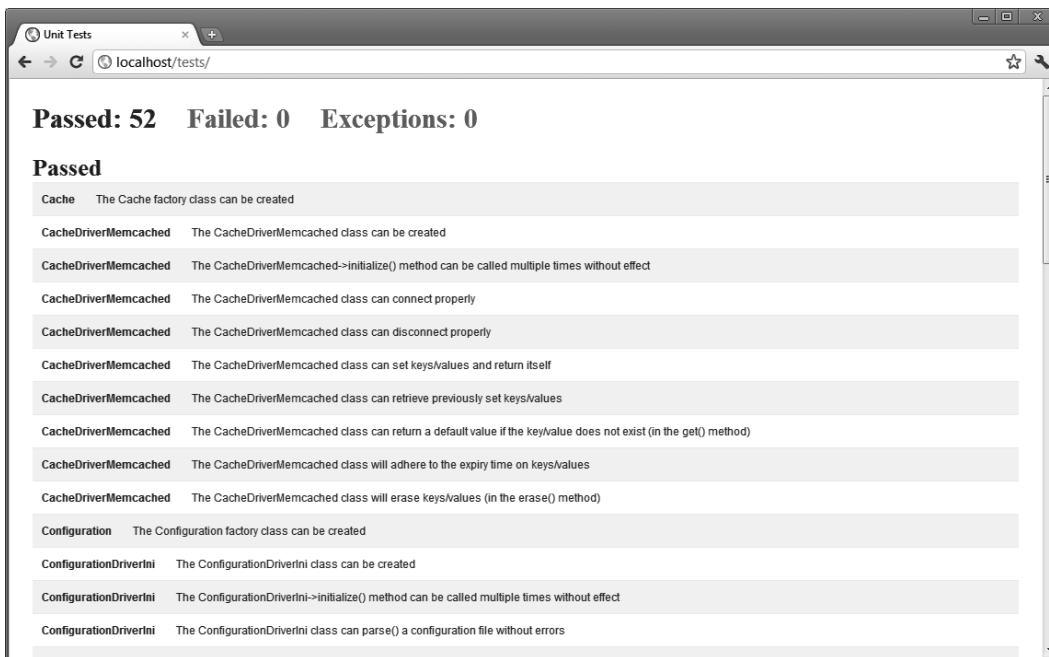 Unit Tests
localhost/tests/
Passed: 52 Failed: 0 Exceptions: 0
Passed
Cache The Cache factory class can be created
CacheDriverMemcached The CacheDriverMemcached class can be created
CacheDriverMemcached The CacheDriverMemcached->initialize() method can be called multiple times without effect
CacheDriverMemcached The CacheDriverMemcached class can connect properly
CacheDriverMemcached The CacheDriverMemcached class can disconnect properly
CacheDriverMemcached The CacheDriverMemcached class can set keys/values and return itself
CacheDriverMemcached The CacheDriverMemcached class can retrieve previously set keys/values
CacheDriverMemcached The CacheDriverMemcached class can return a default value if the key/value does not exist (in the get() method)
CacheDriverMemcached The CacheDriverMemcached class will adhere to the expiry time on keys/values
CacheDriverMemcached The CacheDriverMemcached class will erase keys/values (in the erase() method)
Configuration The Configuration factory class can be created
ConfigurationDriverIni The ConfigurationDriverIni class can be created
ConfigurationDriverIni The ConfigurationDriverIni->initialize() method can be called multiple times without effect
ConfigurationDriverIni The ConfigurationDriverIni class can parse() a configuration file without errors